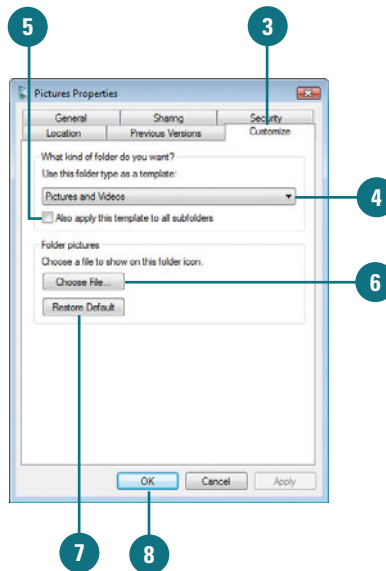 5
3
Pictures Properties
General Sharing Security
Location Previous Versions Customize
What kind of folder do you want?
Use this folder type as a template:
Pictures and Videos
4
Also apply this template to all subfolders
Folder pictures
Choose a file to show on this folder icon.
Choose File...
6
Restore Default
OK Cancel Apply
7
8